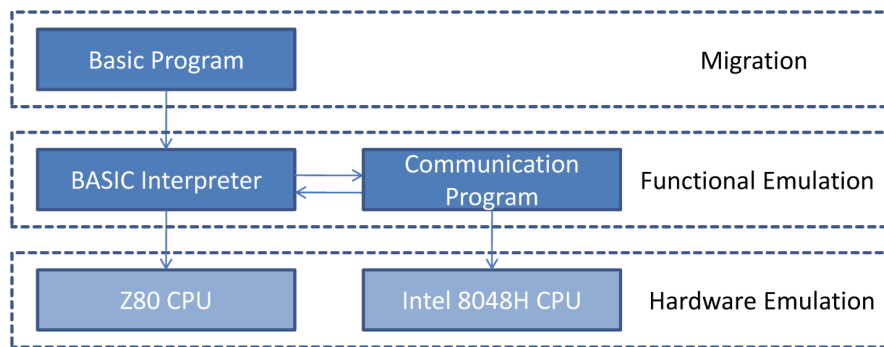 Basic Program
Migration
BASIC Interpreter
Communication
Program
Functional Emulation
Z80 CPU
Intel 8048H CPU
Hardware Emulation